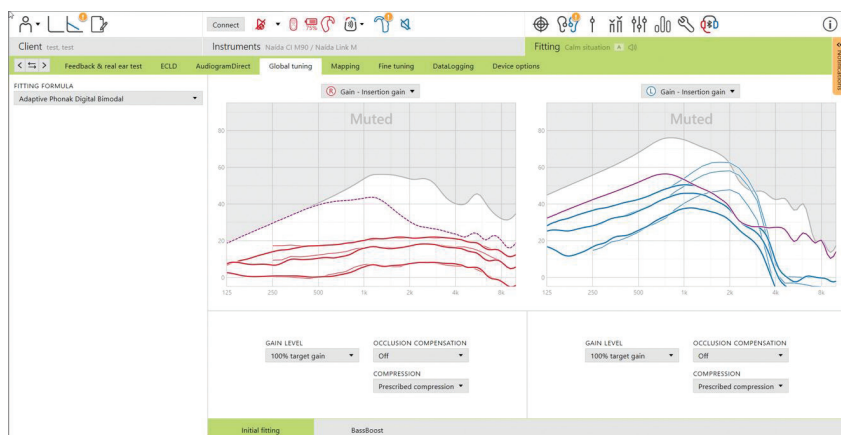 Connect
75%
Client test, test
Instruments Naída CI M90 / Naída Link M
Fitting Calm situation A
Notifications
Feedback & real ear test ECLD AudiogramDirect Global tuning Mapping Fine tuning DataLogging Device options
FITTING FORMULA
Adaptive Phonak Digital Bimodal
R Gain - Insertion gain
L Gain - Insertion gain
Muted
80
60
40
20
0
125 250 500 1k 2k 4k 8k
Muted
80
60
40
20
0
125 250 500 1k 2k 4k 8k
GAIN LEVEL
100% target gain
OCCLUSION COMPENSATION
Off
COMPRESSION
Prescribed compression
GAIN LEVEL
100% target gain
OCCLUSION COMPENSATION
Off
COMPRESSION
Prescribed compression
Initial fitting BassBoost